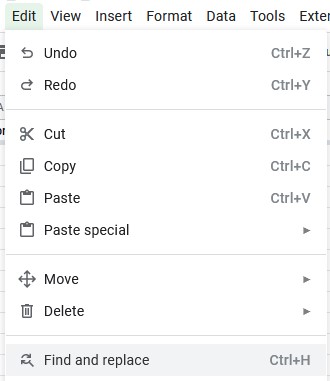 Edit View Insert Format Data Tools Exter
Undo Ctrl+Z
Redo Ctrl+Y
Cut Ctrl+X
Copy Ctrl+C
Paste Ctrl+V
Paste special
Move
Delete
Find and replace Ctrl+H